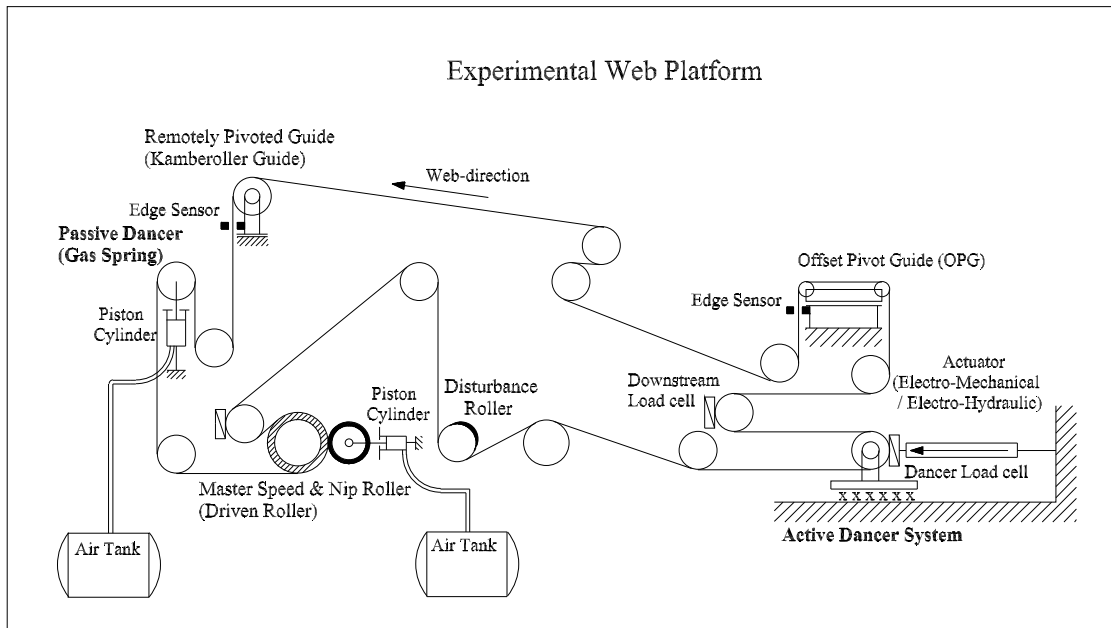 Experimental Web Platform
Remotely Pivoted Guide
(Kamberoller Guide)
Web-direction
Edge Sensor
Passive Dancer
(Gas Spring)
Offset Pivot Guide (OPG)
Edge Sensor
Piston
Cylinder
Actuator
(Electro-Mechanical
/ Electro-Hydraulic)
Downstream
Load cell
Disturbance
Roller
Piston
Cylinder
Dancer Load cell
Master Speed & Nip Roller
(Driven Roller)
x x x x x x
Active Dancer System
Air Tank
Air Tank